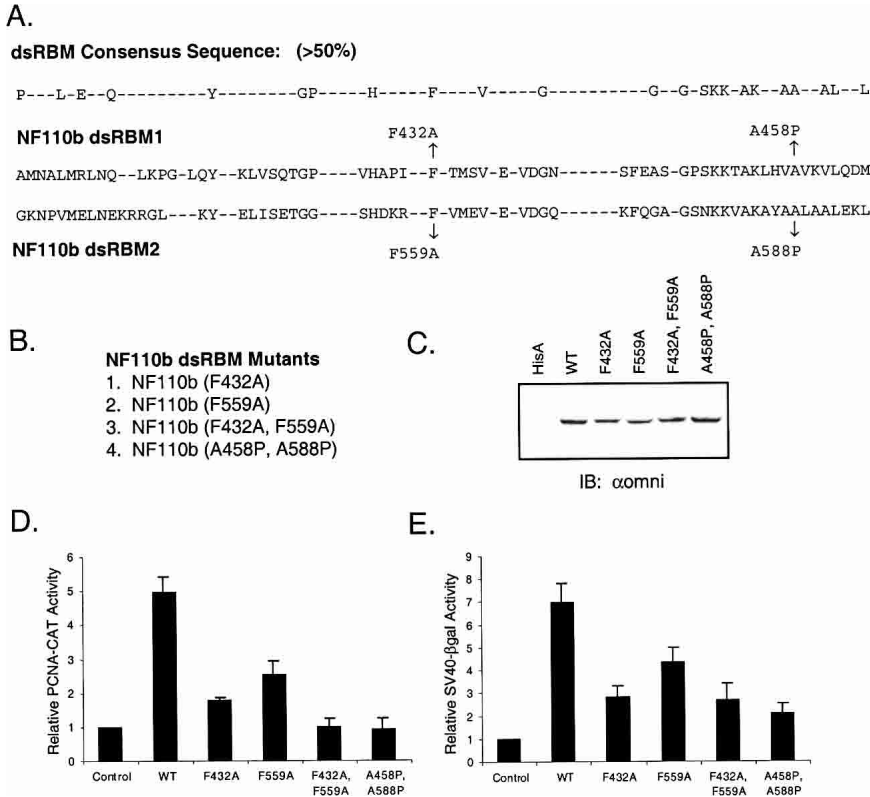 A.
dsRBM Consensus Sequence: (>50%)
P---L-E--Q----------Y---------GP-----H-----F-----V-----G-----------G--G-SKK-AK--AA-AL--L
NF110b dsRBM1
F432A
A458P
↑ ↑
AMNALMRLNQ--LKPG-LQY--KLVSQTGP-----VHAPI--F-TMSV-E-VDGN------SFEAS-GPSKKTAKLHVAVKVLQDM
GKNPVMELNEKRRGL---KY--ELISETGG-----SHDKR--F-VMEV-E-VDGQ------KFQGA-GSNKKVAKAYAALAALEKL
↓ ↓
NF110b dsRBM2
F559A
A588P
B.
NF110b dsRBM Mutants
1. NF110b (F432A)
2. NF110b (F559A)
3. NF110b (F432A, F559A)
4. NF110b (A458P, A588P)
C.
HisA
WT
F432A
F559A
F432A, F559A
A458P, A588P
IB: αomni
D.
Relative PCNA-CAT Activity
6
5
4
3
2
1
0
Control
WT
F432A
F559A
F432A,
F559A
A458P,
A588P
E.
Relative SV40-βgal Activity
9
8
7
6
5
4
3
2
1
0
Control
WT
F432A
F559A
F432A,
F559A
A458P,
A588P